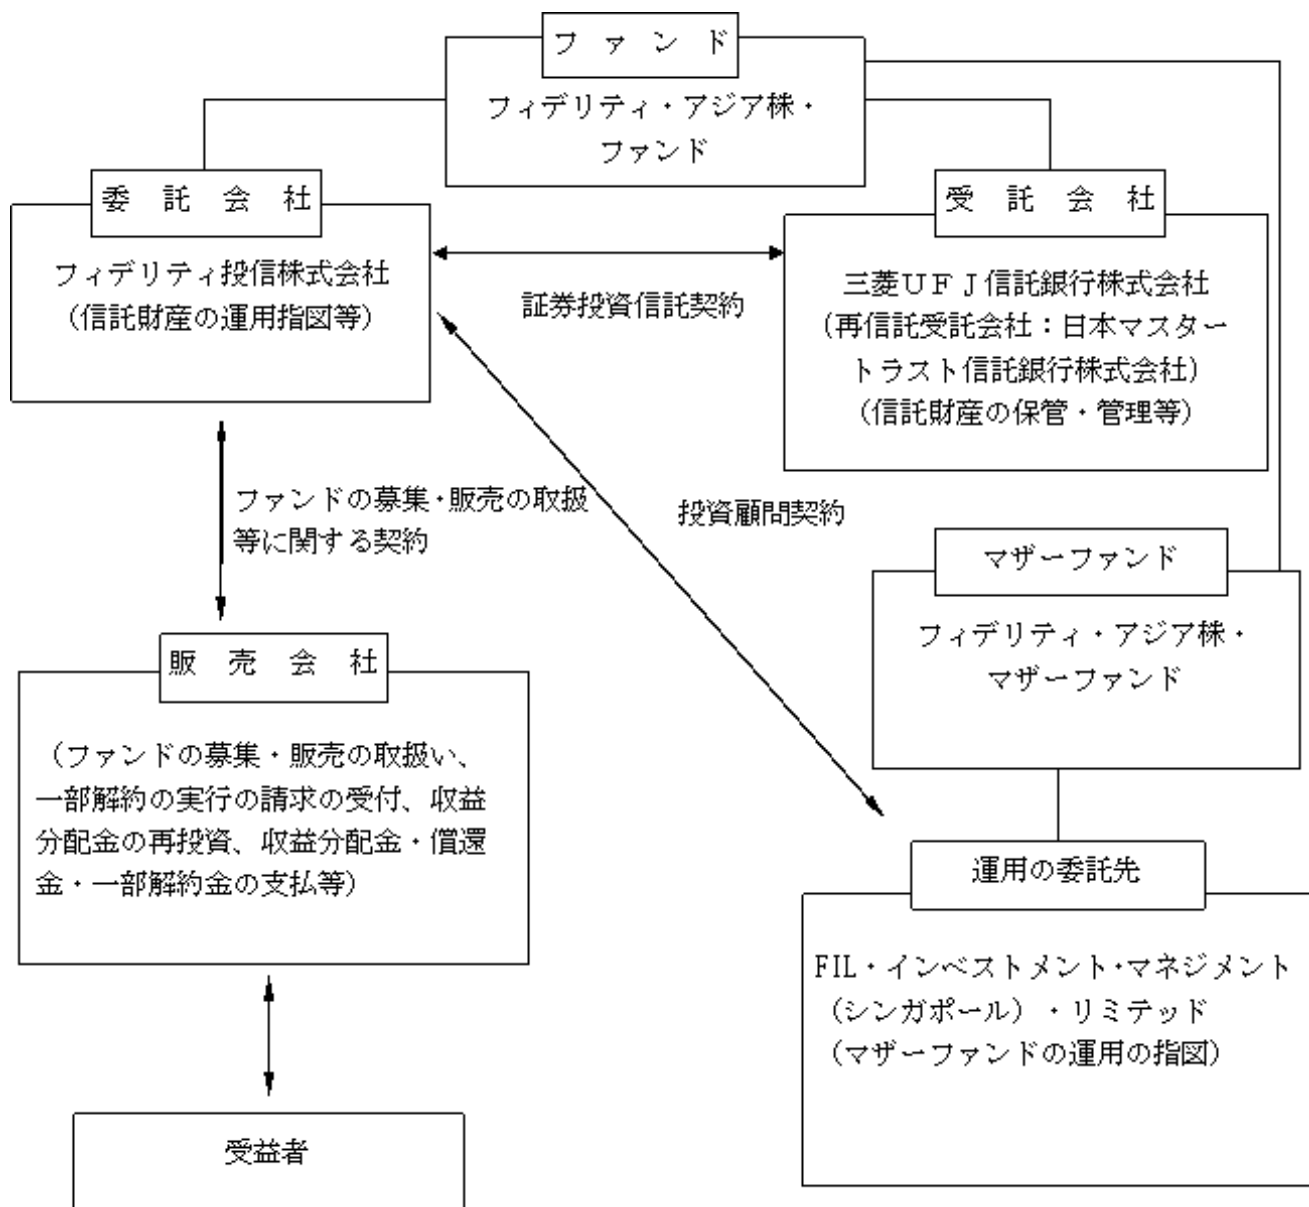 ファンド
フィデリティ・アジア株・
ファンド
委託会社
フィデリティ投信株式会社
(信託財産の運用指図等)
証券投資信託契約
受託会社
三菱ＵＦＪ信託銀行株式会社
(再信託受託会社：日本マスター
トラスト信託銀行株式会社)
(信託財産の保管・管理等)
ファンドの募集・販売の取扱
等に関する契約
投資顧問契約
マザーファンド
フィデリティ・アジア株・
マザーファンド
販売会社
(ファンドの募集・販売の取扱い、
一部解約の実行の請求の受付、収益
分配金の再投資、収益分配金・償還
金・一部解約金の支払等)
運用の委託先
FIL・インベストメント・マネジメント
(シンガポール)・リミテッド
(マザーファンドの運用の指図)
受益者